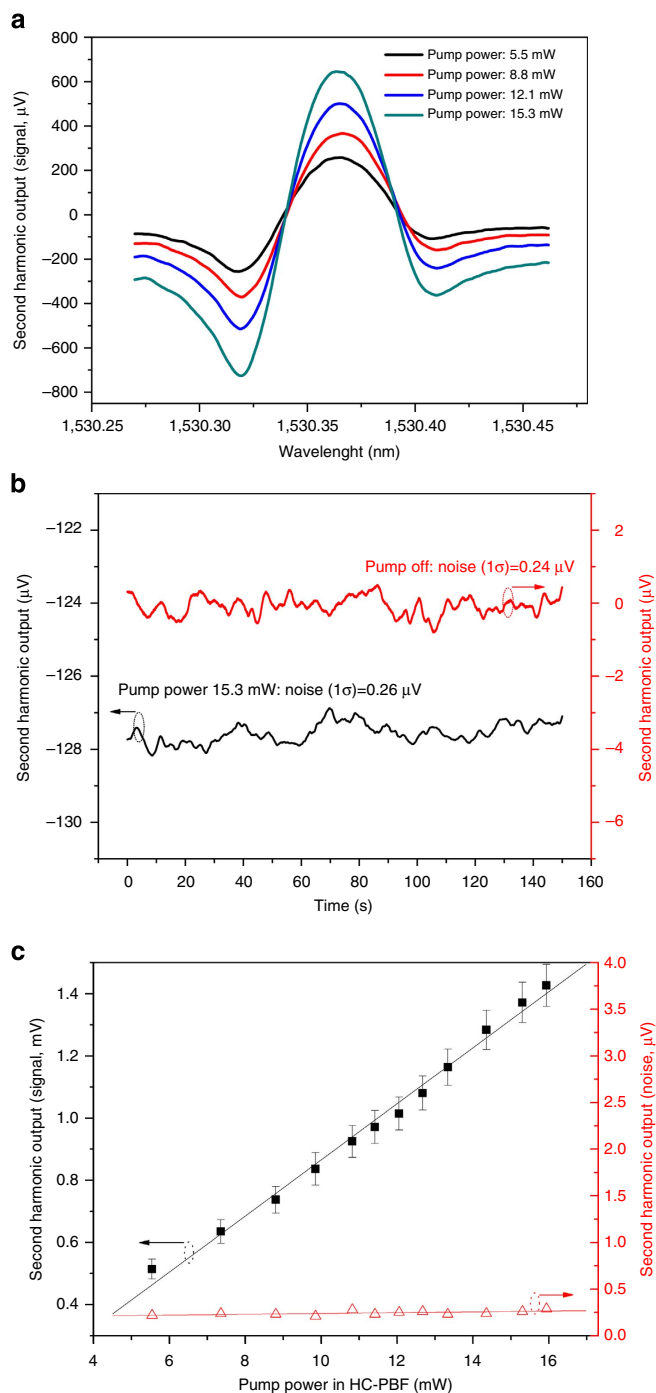 a
800
600
400
200
0
−200
−400
−600
−800
Second harmonic output (signal, μV)
Pump power: 5.5 mW
Pump power: 8.8 mW
Pump power: 12.1 mW
Pump power: 15.3 mW
1,530.25 1,530.30 1,530.35 1,530.40 1,530.45
Wavelenght (nm)
b
−122
−124
−126
−128
−130
Second harmonic output (μV)
Pump off: noise (1σ)=0.24 μV
Pump power 15.3 mW: noise (1σ)=0.26 μV
2
0
−2
−4
−6
Second harmonic output (μV)
0 20 40 60 80 100 120 140 160
Time (s)
c
1.4
1.2
1.0
0.8
0.6
0.4
Second harmonic output (signal, mV)
4.0
3.5
3.0
2.5
2.0
1.5
1.0
0.5
0.0
Second harmonic output (noise, μV)
4 6 8 10 12 14 16
Pump power in HC-PBF (mW)